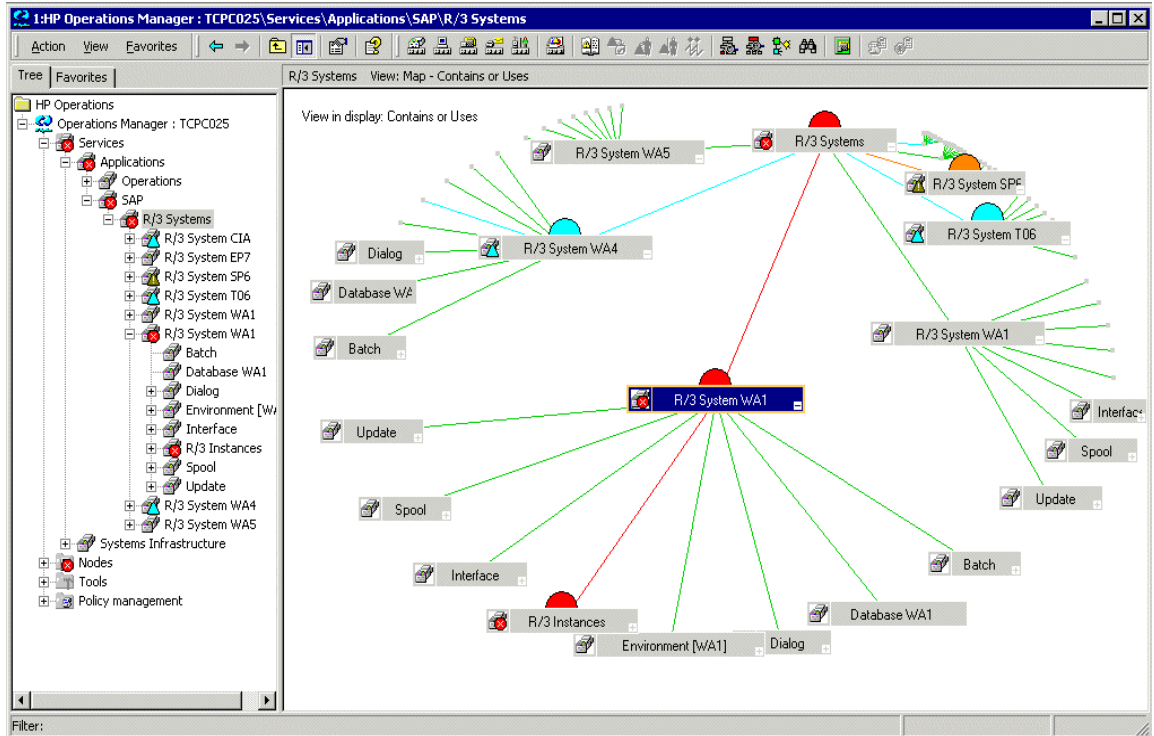 1:HP Operations Manager : TCPC025\Services\Applications\SAP\R/3 Systems
Action View Favorites
Tree Favorites
R/3 Systems View: Map - Contains or Uses
HP Operations
Operations Manager : TCPC025
Services
Applications
Operations
SAP
R/3 Systems
R/3 System CIA
R/3 System EP7
R/3 System SP6
R/3 System T06
R/3 System WA1
R/3 System WA1
Batch
Database WA1
Dialog
Environment [WA
Interface
R/3 Instances
Spool
Update
R/3 System WA4
R/3 System WA5
Systems Infrastructure
Nodes
Tools
Policy management
View in display: Contains or Uses
R/3 System WA5
R/3 Systems
R/3 System SP6
R/3 System T06
R/3 System WA4
Dialog
Database WA
Batch
R/3 System WA1
R/3 System WA1
Interfac
Spool
Update
Update
Spool
Interface
R/3 Instances
Environment [WA1]
Dialog
Database WA1
Batch
Filter: